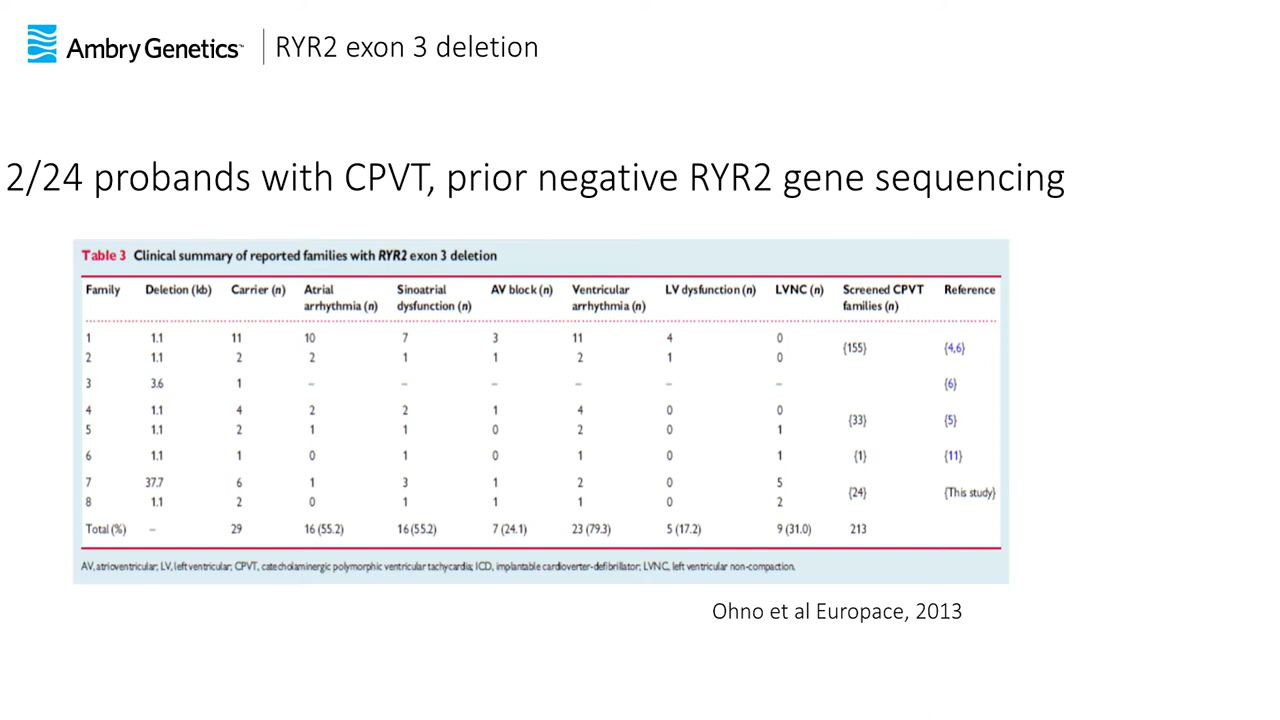 Ambry Genetics™ RYR2 exon 3 deletion
2/24 probands with CPVT, prior negative RYR2 gene sequencing
Table 3 Clinical summary of reported families with RYR2 exon 3 deletion
Family Deletion (kb) Carrier (n) Atrial arrhythmia (n) Sinoatrial dysfunction (n) AV block (n) Ventricular arrhythmia (n) LV dysfunction (n) LVNC (n) Screened CPVT families (n) Reference
1 1.1 11 10 7 3 11 4 0 {155} {4,6}
2 1.1 2 2 1 1 2 1 0
3 3.6 1 – – – – – – {6}
4 1.1 4 2 2 1 4 0 0 {33} {5}
5 1.1 2 1 1 0 2 0 1
6 1.1 1 0 1 0 1 0 1 {1} {11}
7 37.7 6 1 3 1 2 0 5 {24} {This study}
8 1.1 2 0 1 1 1 0 2
Total (%) – 29 16 (55.2) 16 (55.2) 7 (24.1) 23 (79.3) 5 (17.2) 9 (31.0) 213
AV, atrioventricular; LV, left ventricular; CPVT, catecholaminergic polymorphic ventricular tachycardia; ICD, implantable cardioverter-defibrillator; LVNC, left ventricular non-compaction.
Ohno et al Europace, 2013